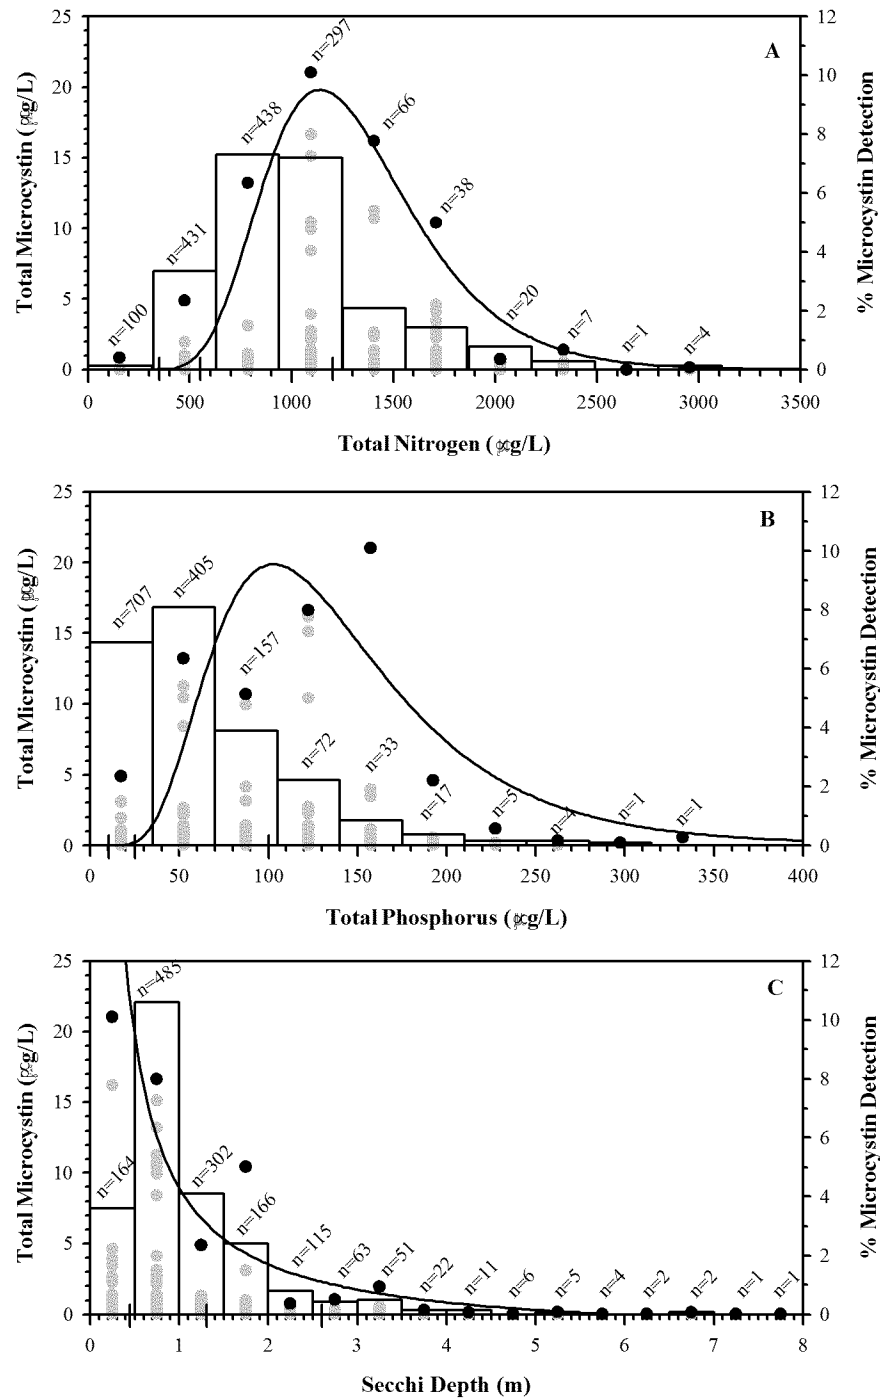 A
25
20
15
10
5
0
Total Microcystin (µg/L)
n=100
n=431
n=438
n=297
n=66
n=38
n=20
n=7
n=1
n=4
12
10
8
6
4
2
0
% Microcystin Detection
0 500 1000 1500 2000 2500 3000 3500
Total Nitrogen (µg/L)
B
25
20
15
10
5
0
Total Microcystin (µg/L)
n=707
n=405
n=157
n=72
n=33
n=17
n=5
n=4
n=1
n=1
12
10
8
6
4
2
0
% Microcystin Detection
0 50 100 150 200 250 300 350 400
Total Phosphorus (µg/L)
C
25
20
15
10
5
0
Total Microcystin (µg/L)
n=164
n=485
n=302
n=166
n=115
n=63
n=51
n=22
n=11
n=6
n=5
n=4
n=2
n=2
n=1
n=1
12
10
8
6
4
2
0
% Microcystin Detection
0 1 2 3 4 5 6 7 8
Secchi Depth (m)